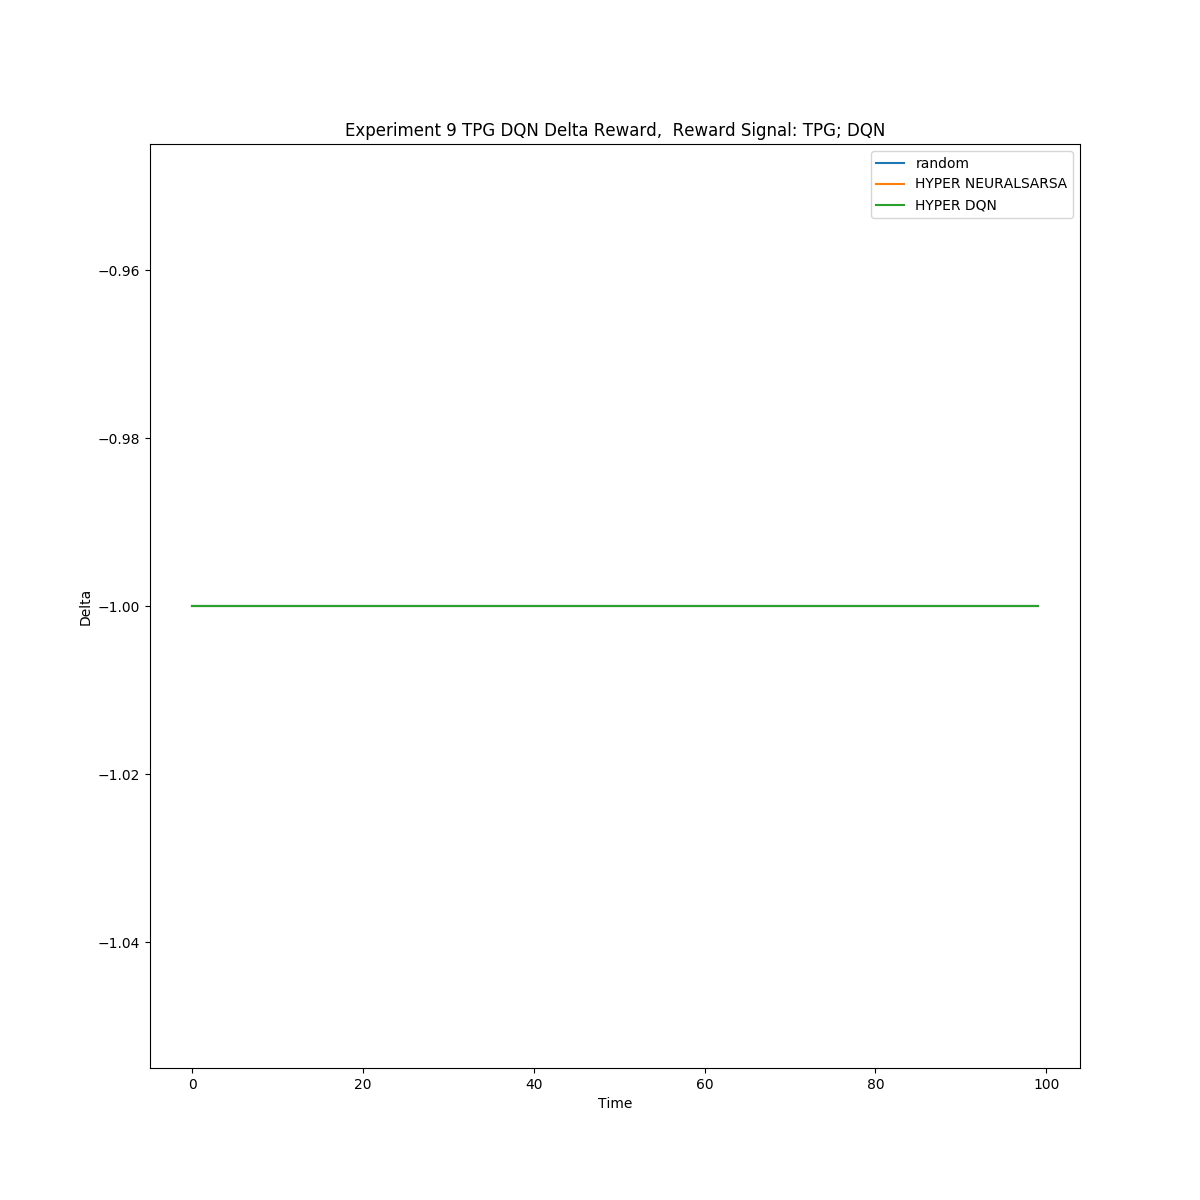 Experiment 9 TPG DQN Delta Reward,  Reward Signal: TPG; DQN
random
HYPER NEURALSARSA
HYPER DQN
−0.96
−0.98
−1.00
−1.02
−1.04
Delta
0 20 40 60 80 100
Time